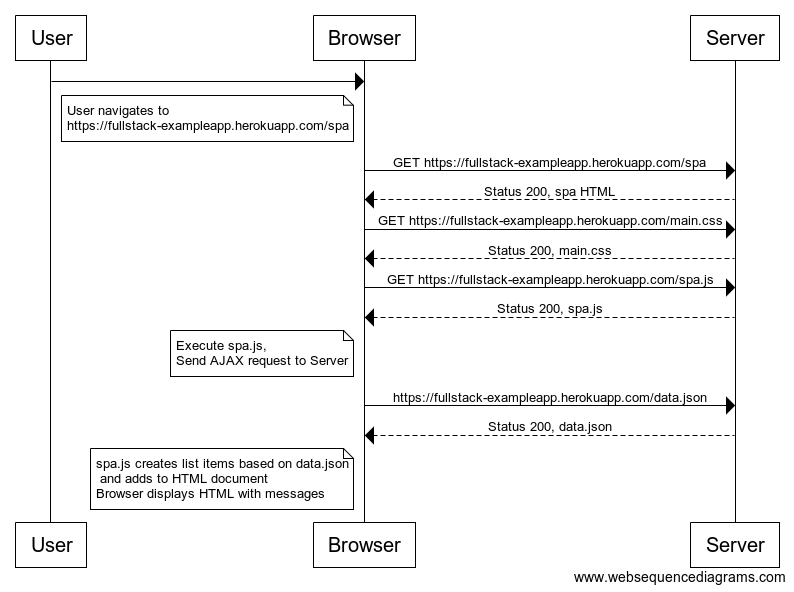 User
Browser
Server
User navigates to
https://fullstack-exampleapp.herokuapp.com/spa
GET https://fullstack-exampleapp.herokuapp.com/spa
Status 200, spa HTML
GET https://fullstack-exampleapp.herokuapp.com/main.css
Status 200, main.css
GET https://fullstack-exampleapp.herokuapp.com/spa.js
Status 200, spa.js
Execute spa.js,
Send AJAX request to Server
https://fullstack-exampleapp.herokuapp.com/data.json
Status 200, data.json
spa.js creates list items based on data.json
and adds to HTML document
Browser displays HTML with messages
User
Browser
Server
www.websequencediagrams.com